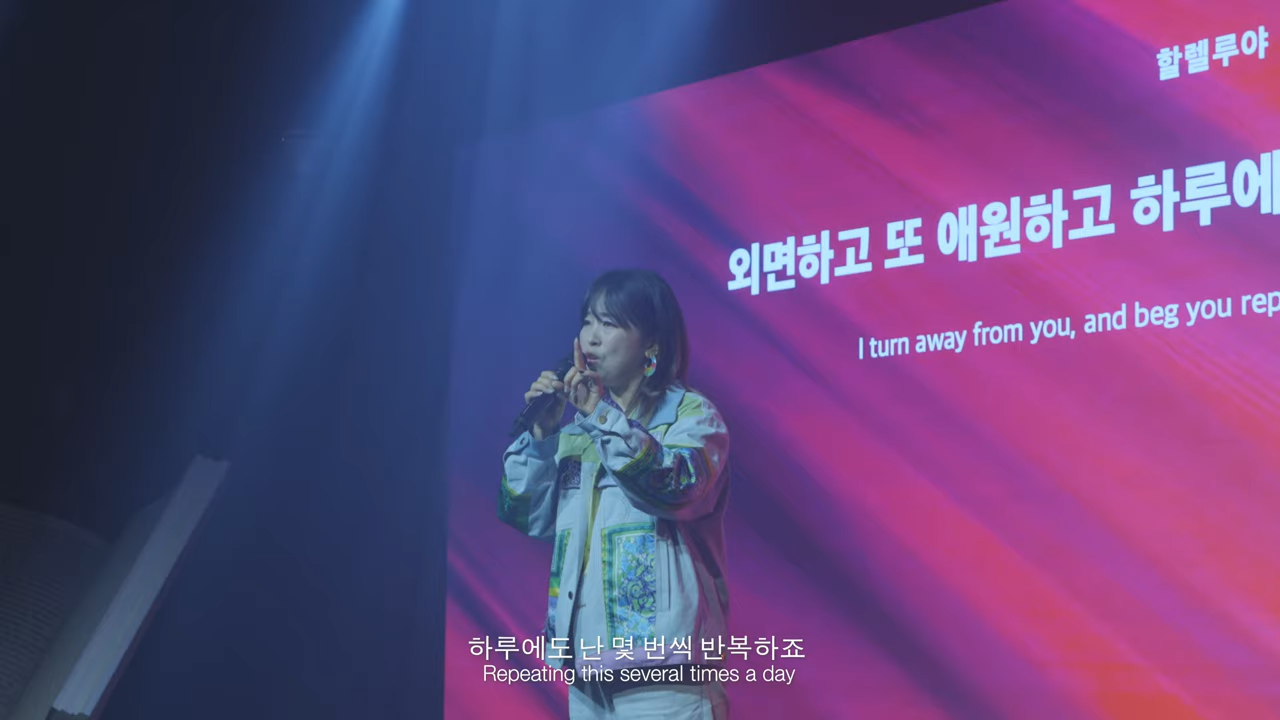 할렐루야
외면하고 또 애원하고 하루에
I turn away from you, and beg you rep
하루에도 난 몇 번씩 반복하죠
Repeating this several times a day